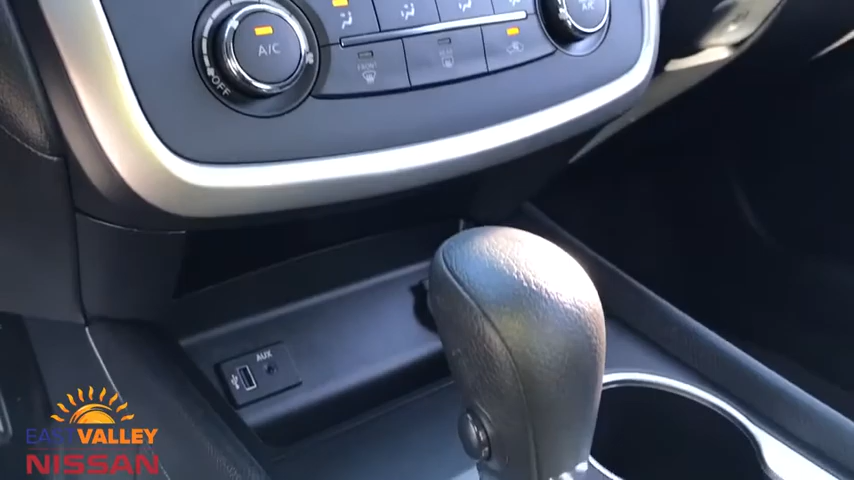 A/C
OFF
FRONT
REAR
A/C
AUX
EAST VALLEY
NISSAN